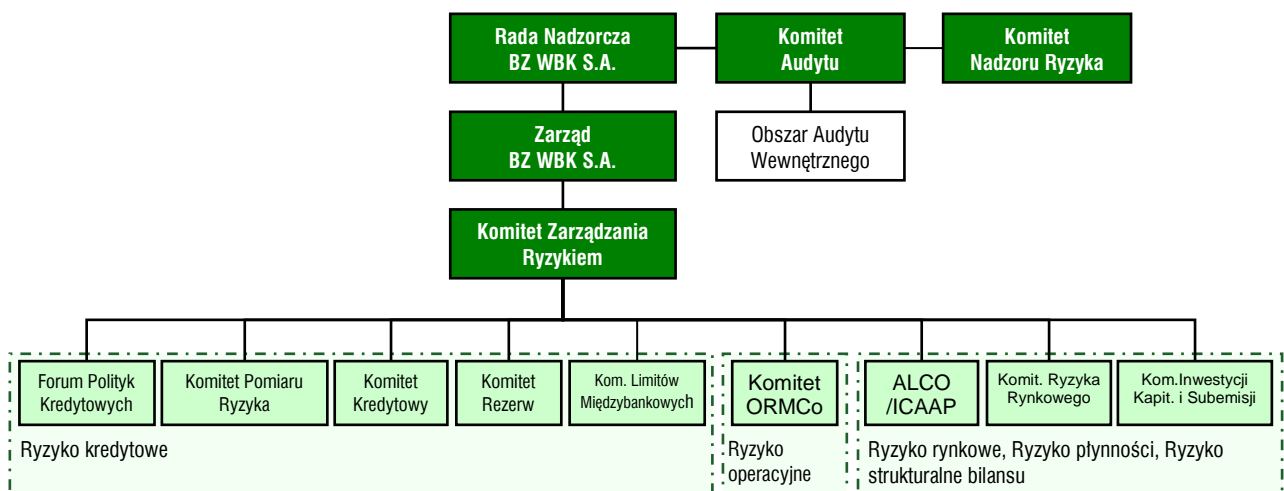 Rada Nadzorcza
BZ WBK S.A.
Komitet
Audytu
Komitet
Nadzoru Ryzyka
Zarząd
BZ WBK S.A.
Obszar Audytu
Wewnętrznego
Komitet Zarządzania
Ryzykiem
Forum Polityk
Kredytowych
Komitet Pomiaru
Ryzyka
Komitet
Kredytowy
Komitet
Rezerw
Kom. Limitów
Międzybankowych
Komitet
ORMCo
ALCO
/ICAAP
Komit. Ryzyka
Rynkowego
Kom.Inwestycji
Kapit. i Subemisji
Ryzyko kredytowe
Ryzyko
operacyjne
Ryzyko rynkowe, Ryzyko płynności, Ryzyko
strukturalne bilansu